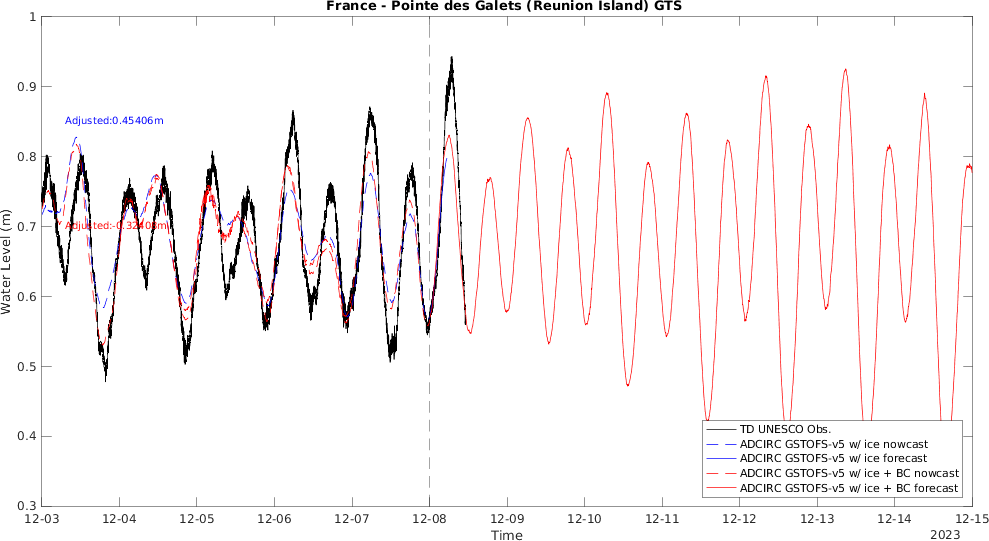 France - Pointe des Galets (Reunion Island) GTS
1
0.9
0.8
0.7
0.6
0.5
0.4
0.3
Water Level (m)
Adjusted:0.45406m
TD UNESCO Obs.
ADCIRC GSTOFS-v5 w/ ice nowcast
ADCIRC GSTOFS-v5 w/ ice forecast
ADCIRC GSTOFS-v5 w/ ice + BC nowcast
ADCIRC GSTOFS-v5 w/ ice + BC forecast
12-03 12-04 12-05 12-06 12-07 12-08 12-09 12-10 12-11 12-12 12-13 12-14 12-15
Time
2023